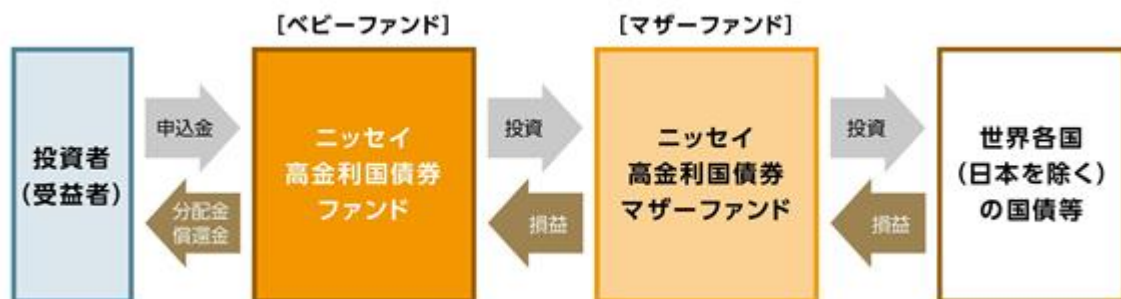 [ベビーファンド]
[マザーファンド]
投資者
(受益者)
申込金
分配金
償還金
ニッセイ
高金利国債券
ファンド
投資
損益
ニッセイ
高金利国債券
マザーファンド
投資
損益
世界各国
(日本を除く)
の国債等